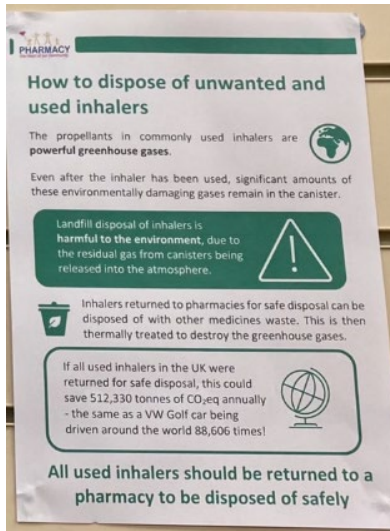 PHARMACY
How to dispose of unwanted and
used inhalers
The propellants in commonly used inhalers are
powerful greenhouse gases.
Even after the inhaler has been used, significant amounts of
these environmentally damaging gases remain in the canister.
Landfill disposal of inhalers is
harmful to the environment, due to
the residual gas from canisters being
released into the atmosphere.
Inhalers returned to pharmacies for safe disposal can be
disposed of with other medicines waste. This is then
thermally treated to destroy the greenhouse gases.
If all used inhalers in the UK were
returned for safe disposal, this could
save 512,330 tonnes of CO₂eq annually
- the same as a VW Golf car being
driven around the world 88,606 times!
All used inhalers should be returned to a
pharmacy to be disposed of safely